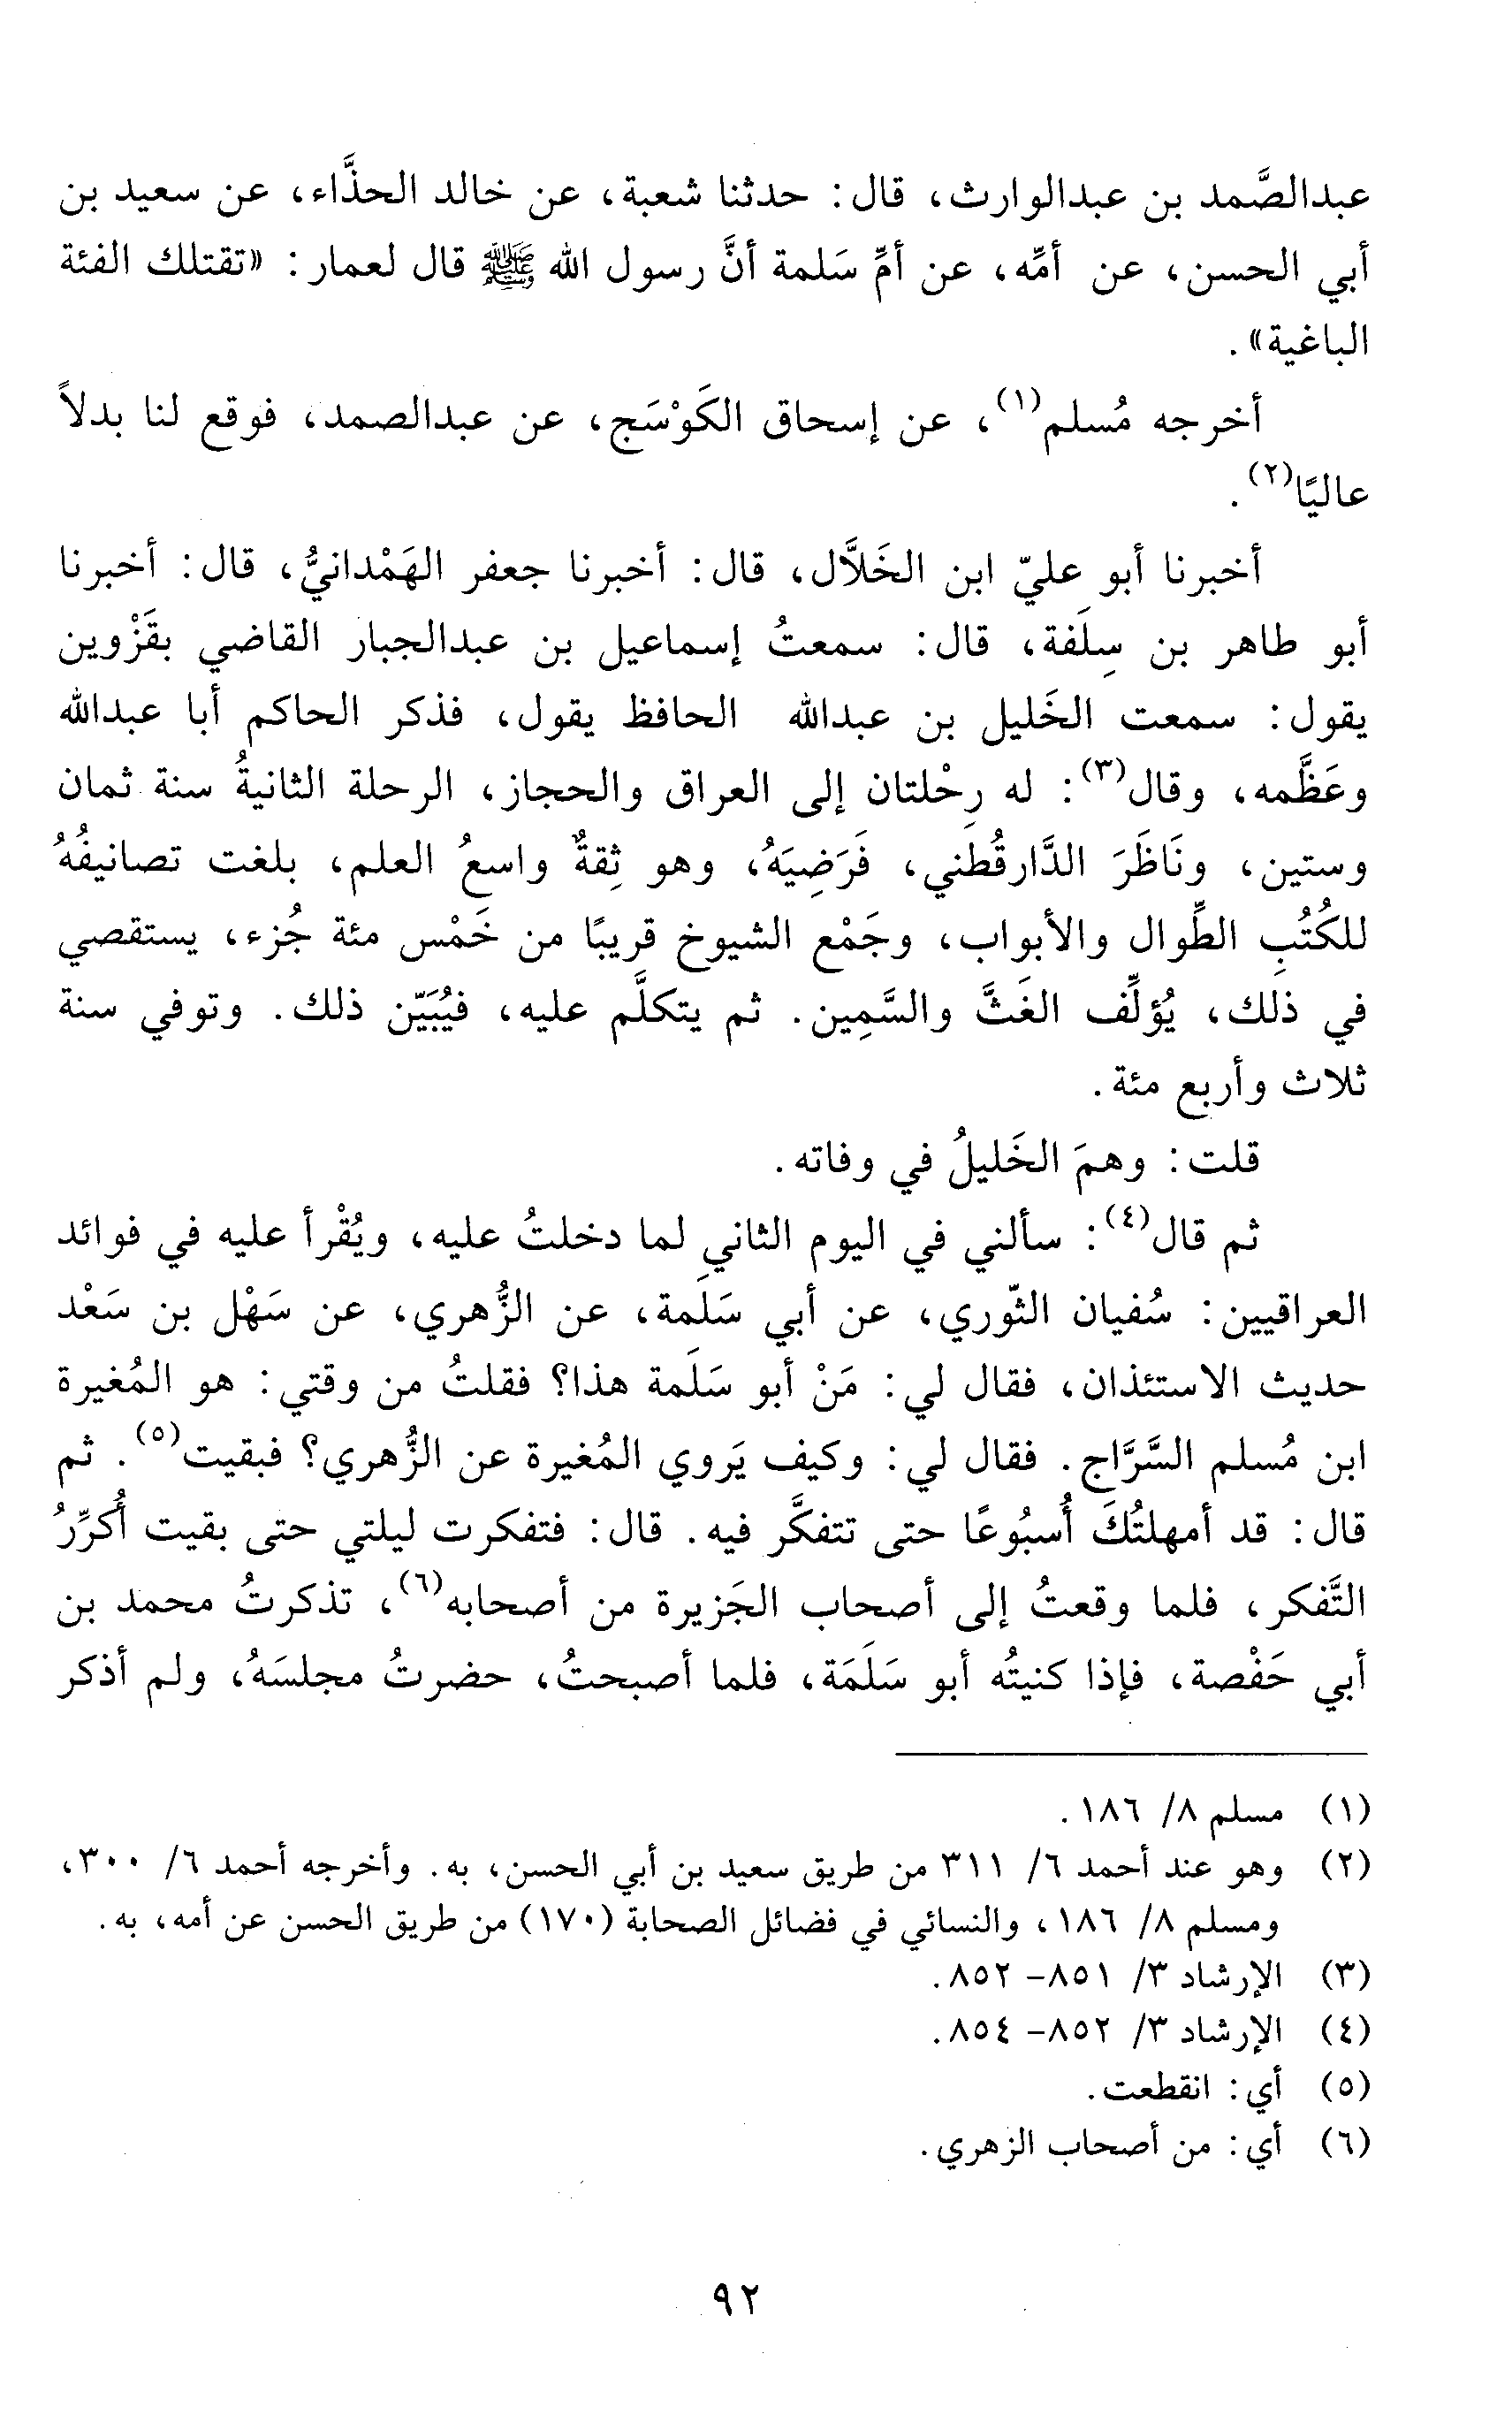 عبدالصَّمد بن عبدالوارث، قال: حدثنا شعبة، عن خالد الحذَّاء، عن سعيد بن
أبي الحسن، عن أمِّه، عن أمِّ سَلمة أنَّ رسول الله ﷺ قال لعمار: «تقتلك الفئة
الباغية».
أخرجه مُسلم(١)، عن إسحاق الكَوْسَج، عن عبدالصمد، فوقع لنا بدلاً
عاليًا(٢).
أخبرنا أبو عليّ ابن الخَلاَّل، قال: أخبرنا جعفر الهَمْدانيُّ، قال: أخبرنا
أبو طاهر بن سِلَفة، قال: سمعتُ إسماعيل بن عبدالجبار القاضي بقَزْوين
يقول: سمعت الخَليل بن عبدالله الحافظ يقول، فذكر الحاكم أبا عبدالله
وعَظَّمه، وقال(٣): له رِحْلتان إلى العراق والحجاز، الرحلة الثانيةُ سنة ثمان
وستين، ونَاظَرَ الدَّارقُطني، فَرَضِيَهُ، وهو ثِقةٌ واسعُ العلم، بلغت تصانيفُهُ
للكُتُبِ الطِّوال والأبواب، وجَمْع الشيوخ قريبًا من خَمْس مئة جُزء، يستقصي
في ذلك، يُؤلِّف الغَثَّ والسَّمِين. ثم يتكلَّم عليه، فيُبَيّن ذلك. وتوفي سنة
ثلاث وأربع مئة.
قلت: وهمَ الخَليلُ في وفاته.
ثم قال(٤): سألني في اليوم الثاني لما دخلتُ عليه، ويُقْرأ عليه في فوائد
العراقيين: سُفيان الثّوري، عن أبي سَلَمة، عن الزُّهري، عن سَهْل بن سَعْد
حديث الاستئذان، فقال لي: مَنْ أبو سَلَمة هذا؟ فقلتُ من وقتي: هو المُغيرة
ابن مُسلم السَّرَّاج. فقال لي: وكيف يَروي المُغيرة عن الزُّهري؟ فبقيت(٥). ثم
قال: قد أمهلتُكَ أُسبُوعًا حتى تتفكَّر فيه. قال: فتفكرت ليلتي حتى بقيت أُكرِّرُ
التَّفكر، فلما وقعتُ إلى أصحاب الجَزيرة من أصحابه(٦)، تذكرتُ محمد بن
أبي حَفْصة، فإذا كنيتُه أبو سَلَمَة، فلما أصبحتُ، حضرتُ مجلسَهُ، ولم أذكر
(١) مسلم ٨/ ١٨٦.
(٢) وهو عند أحمد ٦/ ٣١١ من طريق سعيد بن أبي الحسن، به. وأخرجه أحمد ٦/ ٣٠٠،
ومسلم ٨/ ١٨٦، والنسائي في فضائل الصحابة (١٧٠) من طريق الحسن عن أمه، به.
(٣) الإرشاد ٣/ ٨٥١- ٨٥٢.
(٤) الإرشاد ٣/ ٨٥٢- ٨٥٤.
(٥) أي: انقطعت.
(٦) أي: من أصحاب الزهري.
٩٢